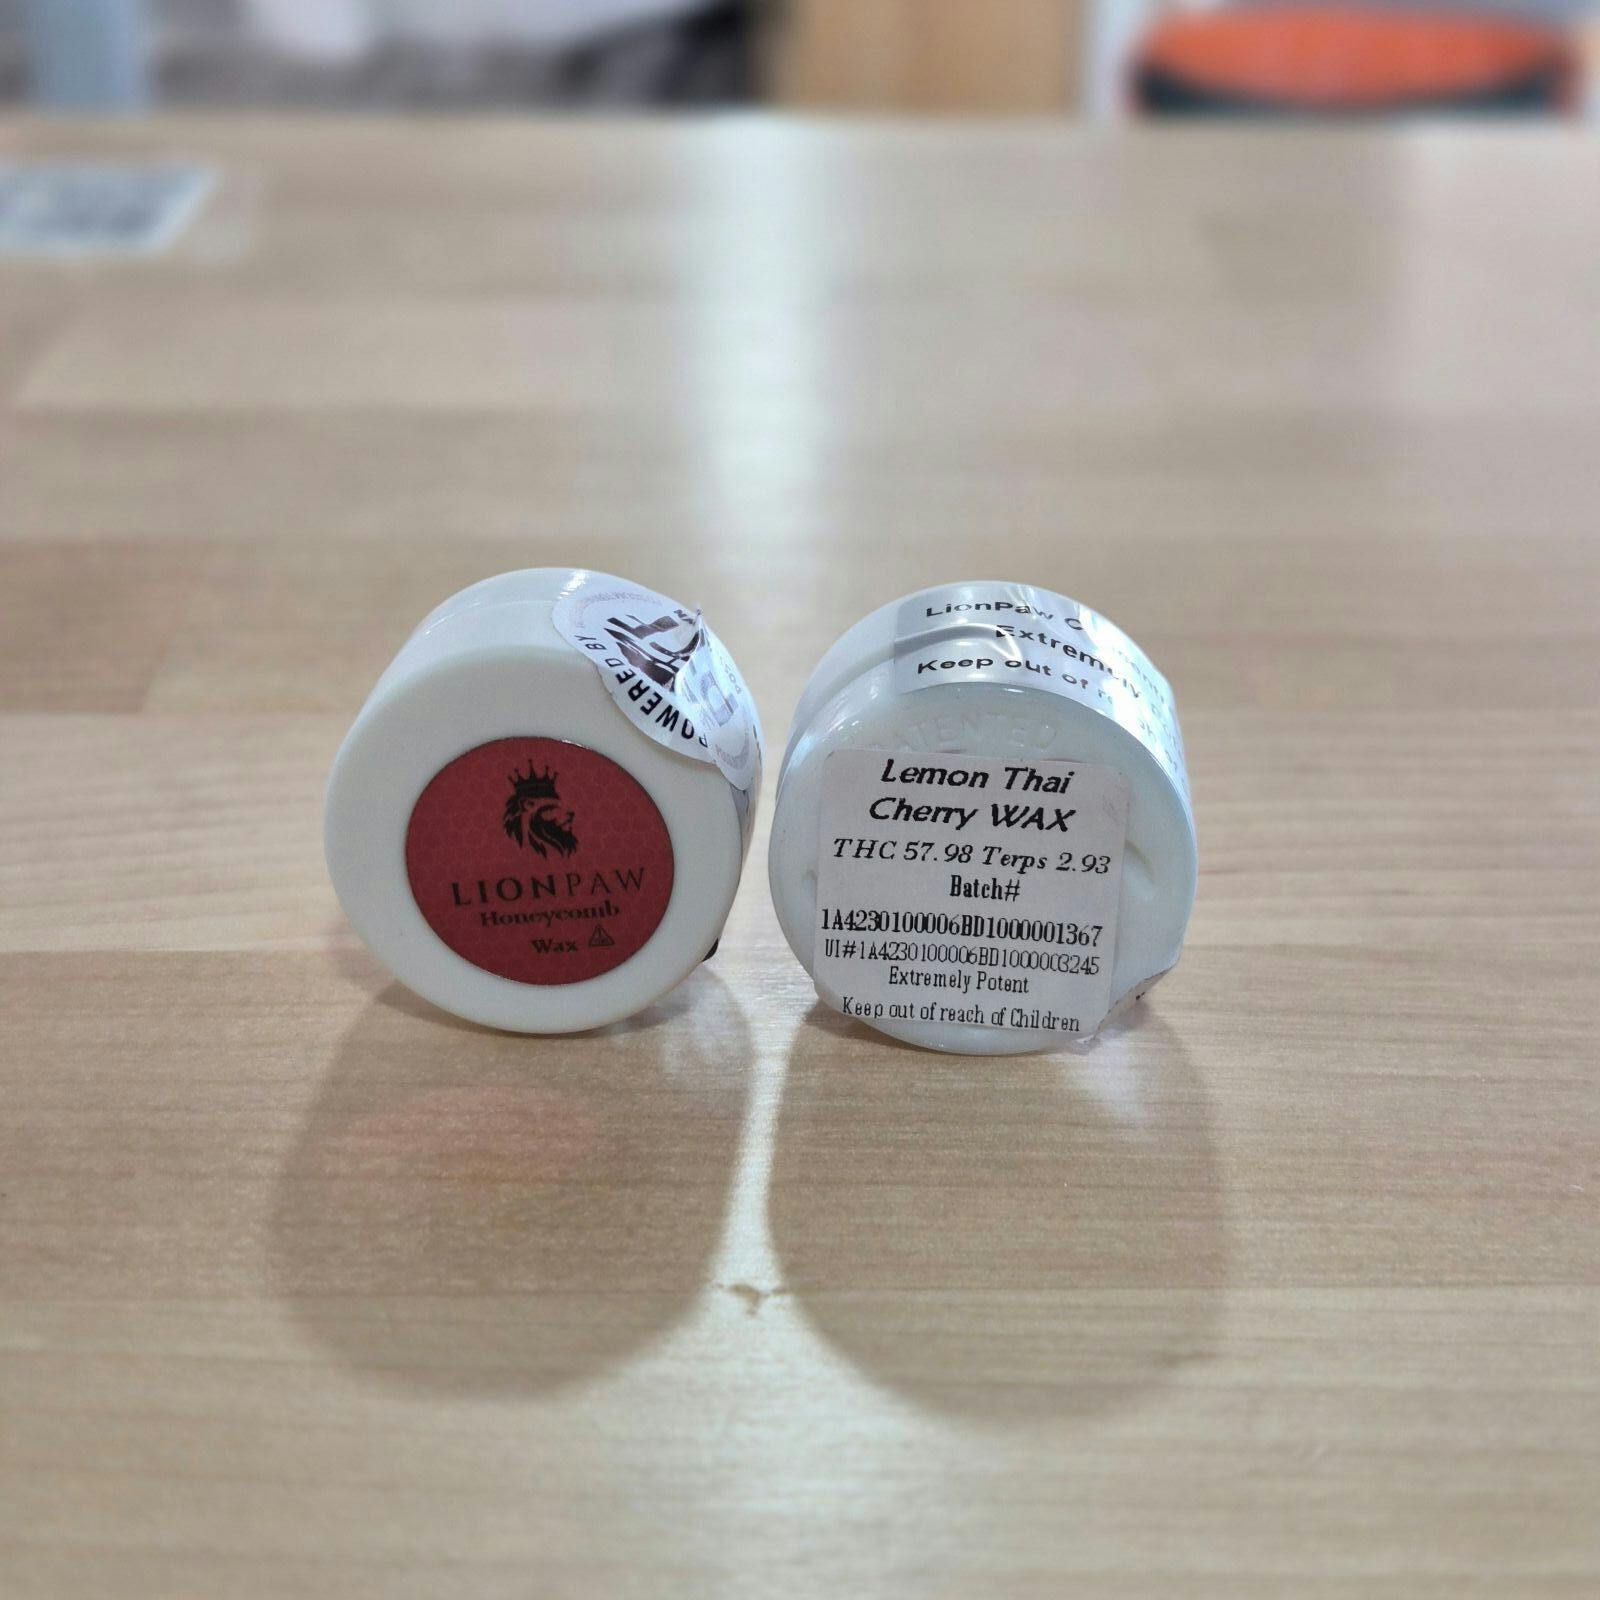 POWERED BY
LIONPAW
Honeycomb
Wax
LionPaw
Extremely
Keep out of
PATENTED
Lemon Thai
Cherry WAX
THC 57.98 Terps 2.93
Batch#
1A4230100006BD1000001367
UI#1A4230100006BD1000003245
Extremely Potent
Keep out of reach of Children